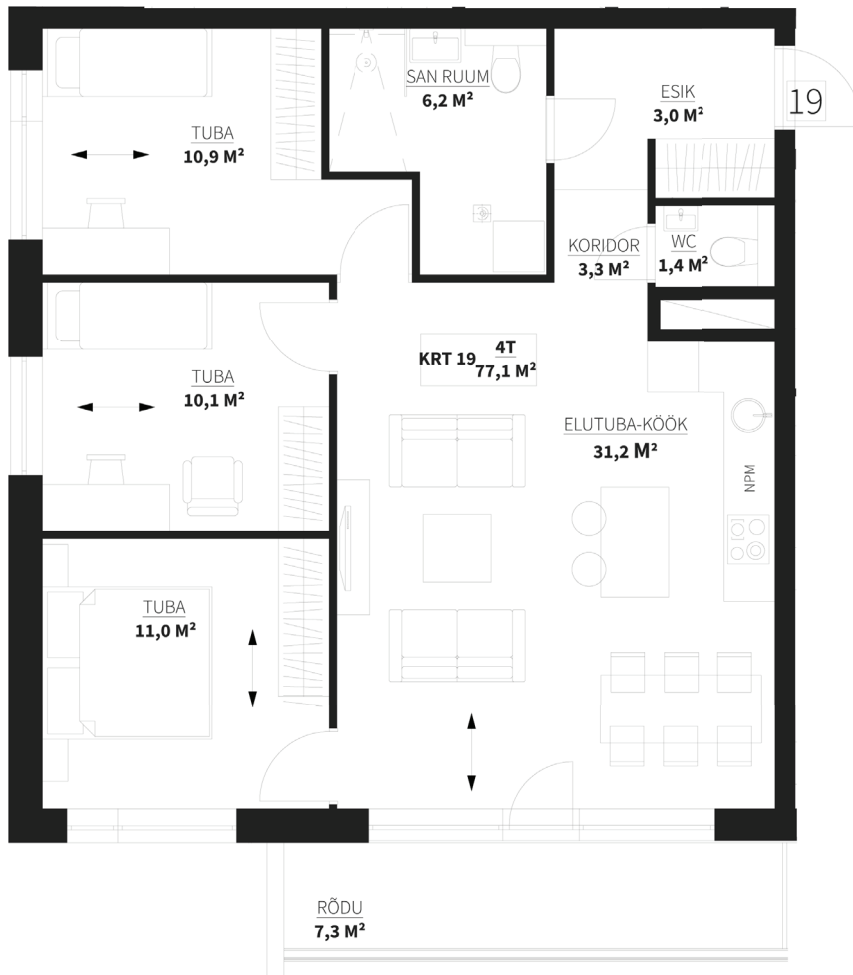 SAN RUUM
6,2 M²
ESIK
3,0 M²
19
TUBA
10,9 M²
KORIDOR
3,3 M²
WC
1,4 M²
KRT 19
4T
77,1 M²
TUBA
10,1 M²
ELUTUBA-KÖÖK
31,2 M²
NPM
TUBA
11,0 M²
RÕDU
7,3 M²